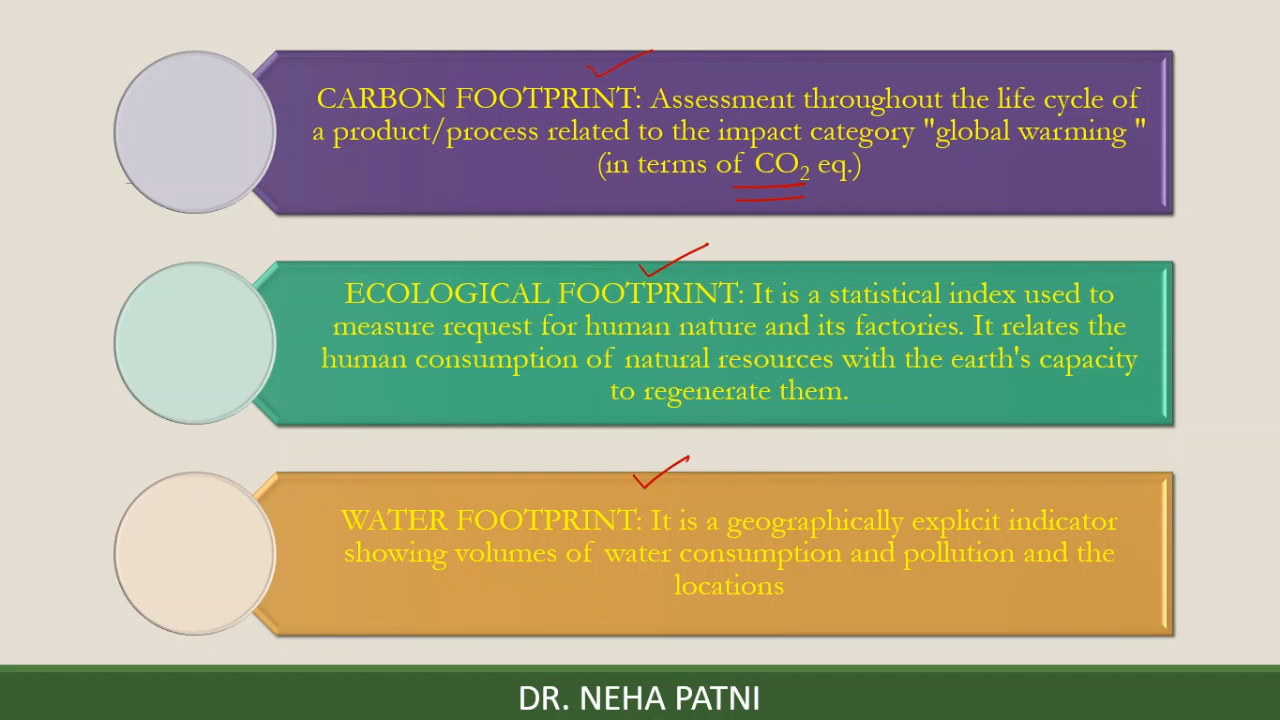 CARBON FOOTPRINT: Assessment throughout the life cycle of
a product/process related to the impact category "global warming "
(in terms of CO₂ eq.)
ECOLOGICAL FOOTPRINT: It is a statistical index used to
measure request for human nature and its factories. It relates the
human consumption of natural resources with the earth's capacity
to regenerate them.
WATER FOOTPRINT: It is a geographically explicit indicator
showing volumes of water consumption and pollution and the
locations
DR. NEHA PATNI